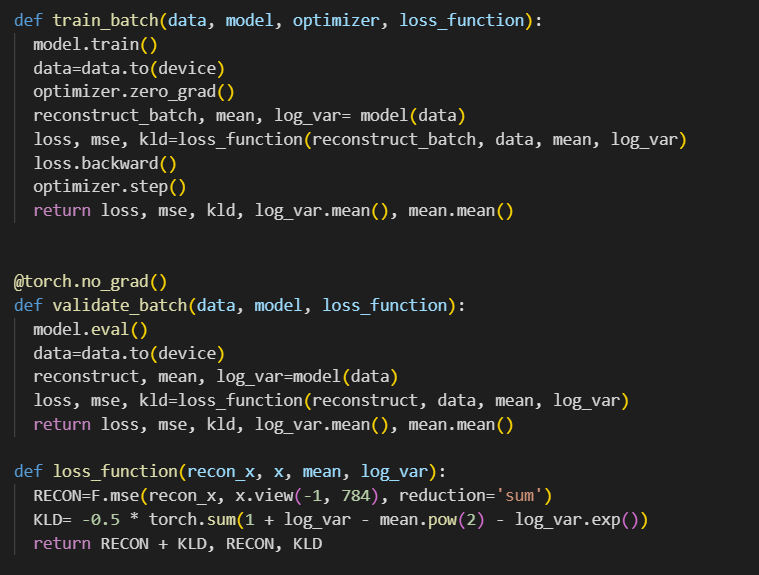 def train_batch(data, model, optimizer, loss_function):
  model.train()
  data=data.to(device)
  optimizer.zero_grad()
  reconstruct_batch, mean, log_var= model(data)
  loss, mse, kld=loss_function(reconstruct_batch, data, mean, log_var)
  loss.backward()
  optimizer.step()
  return loss, mse, kld, log_var.mean(), mean.mean()
@torch.no_grad()
def validate_batch(data, model, loss_function):
  model.eval()
  data=data.to(device)
  reconstruct, mean, log_var=model(data)
  loss, mse, kld=loss_function(reconstruct, data, mean, log_var)
  return loss, mse, kld, log_var.mean(), mean.mean()
def loss_function(recon_x, x, mean, log_var):
  RECON=F.mse(recon_x, x.view(-1, 784), reduction='sum')
  KLD= -0.5 * torch.sum(1 + log_var - mean.pow(2) - log_var.exp())
  return RECON + KLD, RECON, KLD